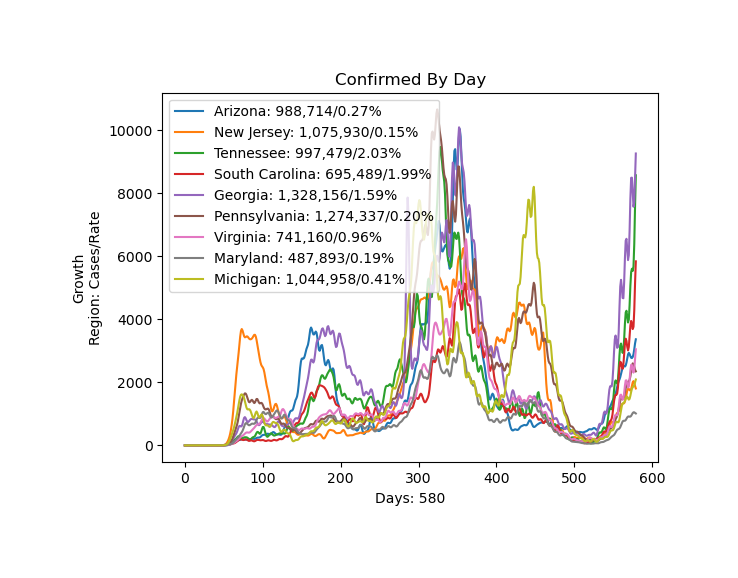 Confirmed By Day
Growth
Region: Cases/Rate
10000
8000
6000
4000
2000
0
Arizona: 988,714/0.27%
New Jersey: 1,075,930/0.15%
Tennessee: 997,479/2.03%
South Carolina: 695,489/1.99%
Georgia: 1,328,156/1.59%
Pennsylvania: 1,274,337/0.20%
Virginia: 741,160/0.96%
Maryland: 487,893/0.19%
Michigan: 1,044,958/0.41%
0 100 200 300 400 500 600
Days: 580